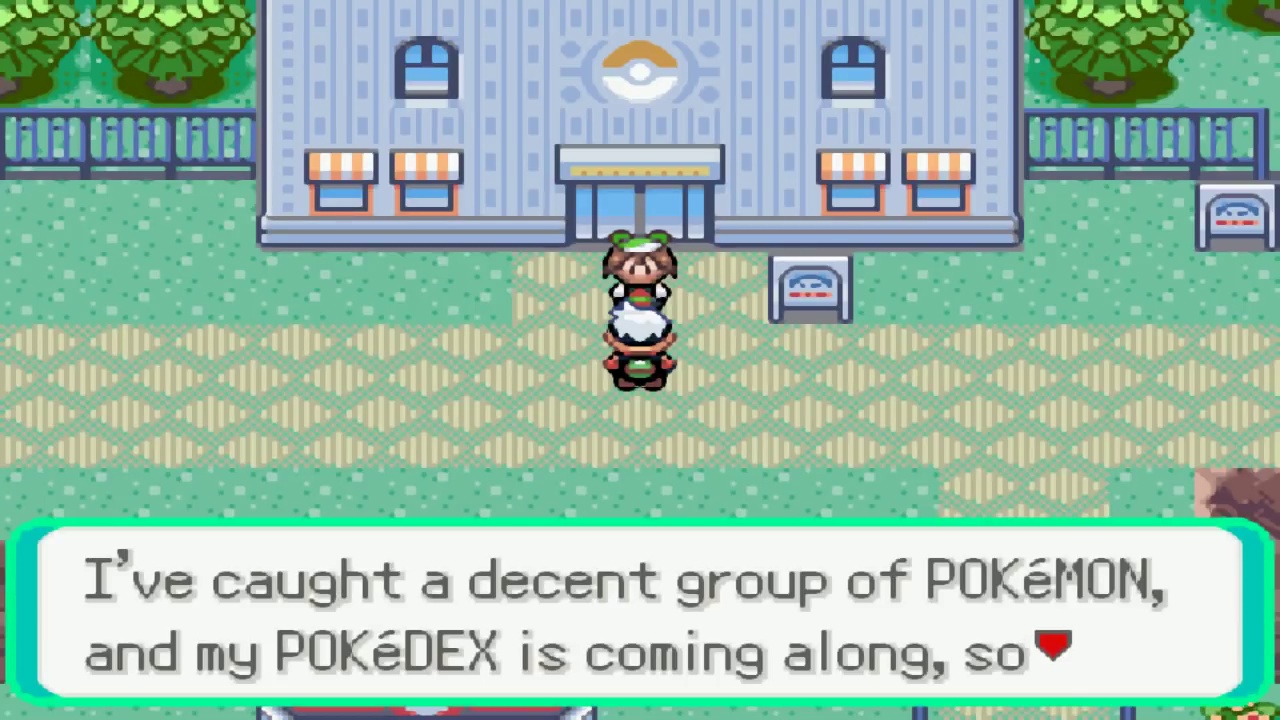 I've caught a decent group of POKéMON,
and my POKéDEX is coming along, so